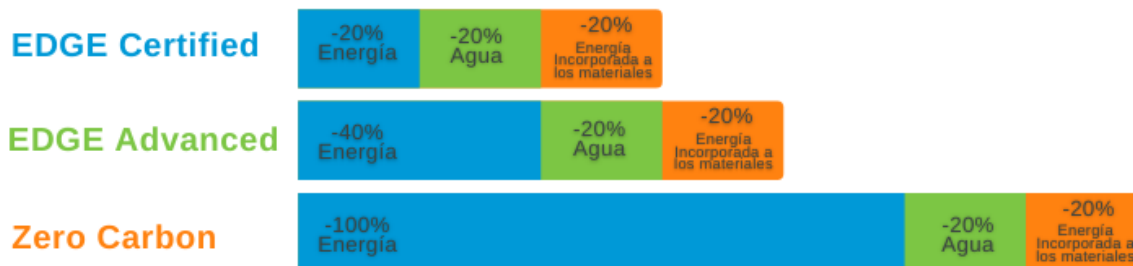 EDGE Certified
-20%
Energía
-20%
Agua
-20%
Energía
Incorporada a
los materiales
EDGE Advanced
-40%
Energía
-20%
Agua
-20%
Energía
Incorporada a
los materiales
Zero Carbon
-100%
Energía
-20%
Agua
-20%
Energía
Incorporada a
los materiales